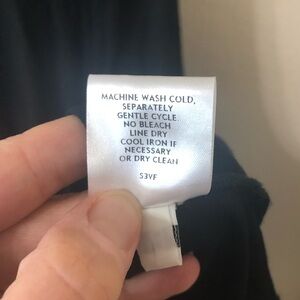 MACHINE WASH COLD,
SEPARATELY
GENTLE CYCLE.
NO BLEACH
LINE DRY
COOL IRON IF
NECESSARY
OR DRY CLEAN
53VF